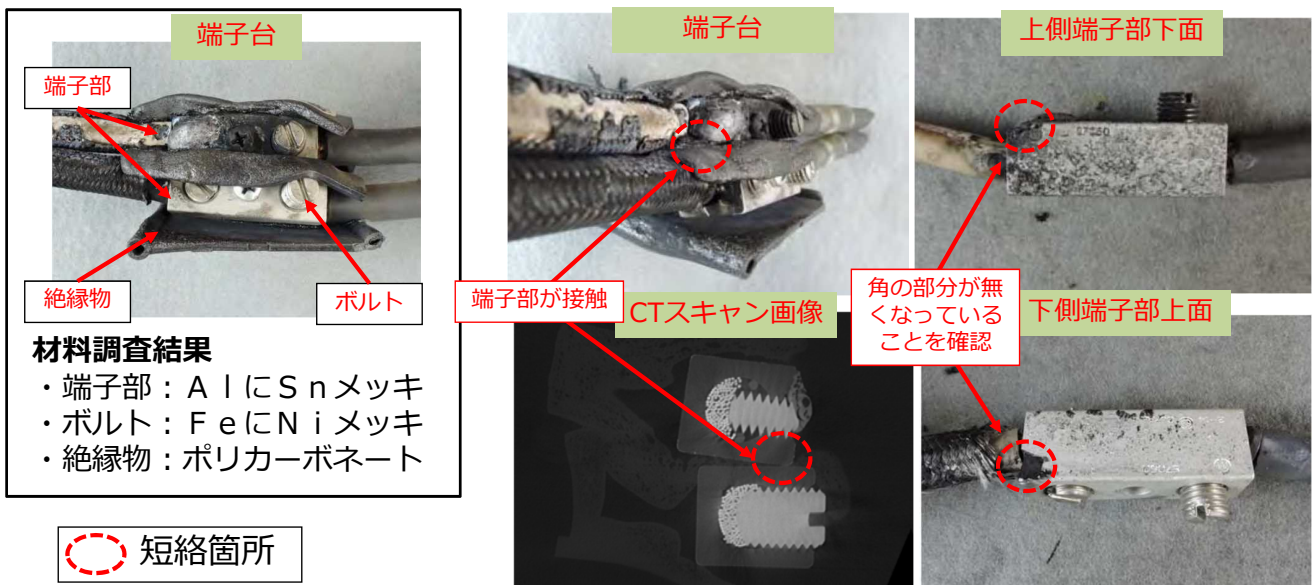 端子台
端子部
絶縁物
ボルト
材料調査結果
・端子部：ＡｌにＳｎメッキ
・ボルト：ＦｅにＮｉメッキ
・絶縁物：ポリカーボネート
短絡箇所
端子台
端子部が接触
CTスキャン画像
上側端子部下面
角の部分が無
くなっている
ことを確認
下側端子部上面